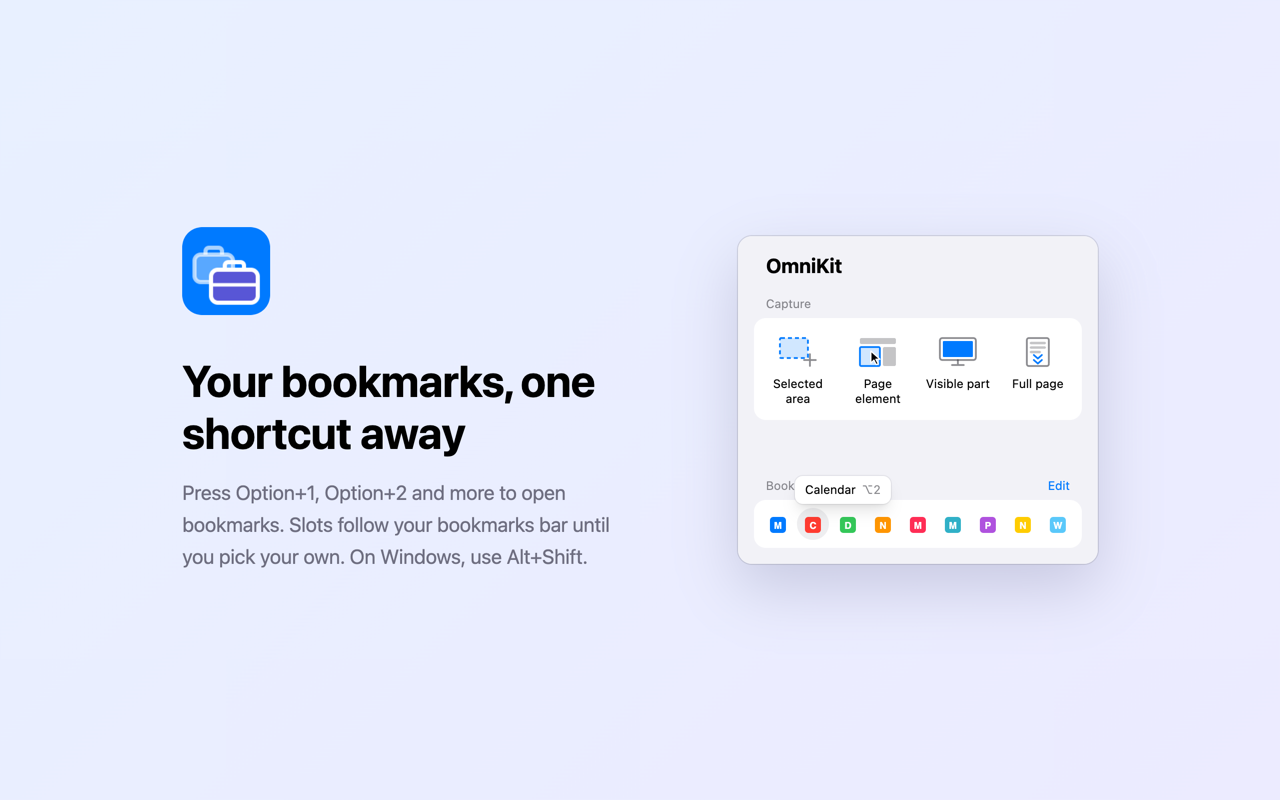 Your bookmarks, one
shortcut away
Press Option+1, Option+2 and more to open
bookmarks. Slots follow your bookmarks bar until
you pick your own. On Windows, use Alt+Shift.
OmniKit
Capture
Selected
area
Page
element
Visible part
Full page
Book
Calendar ⌥2
Edit
M C D N M M P N W